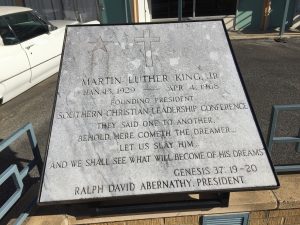 MARTIN LUTHER KING, JR.
JAN. 15, 1929 — APR. 4, 1968
FOUNDING PRESIDENT
SOUTHERN CHRISTIAN LEADERSHIP CONFERENCE
THEY SAID ONE TO ANOTHER,
BEHOLD, HERE COMETH THE DREAMER...
LET US SLAY HIM...
AND WE SHALL SEE WHAT WILL BECOME OF HIS DREAMS
GENESIS 37:19-20
RALPH DAVID ABERNATHY, PRESIDENT